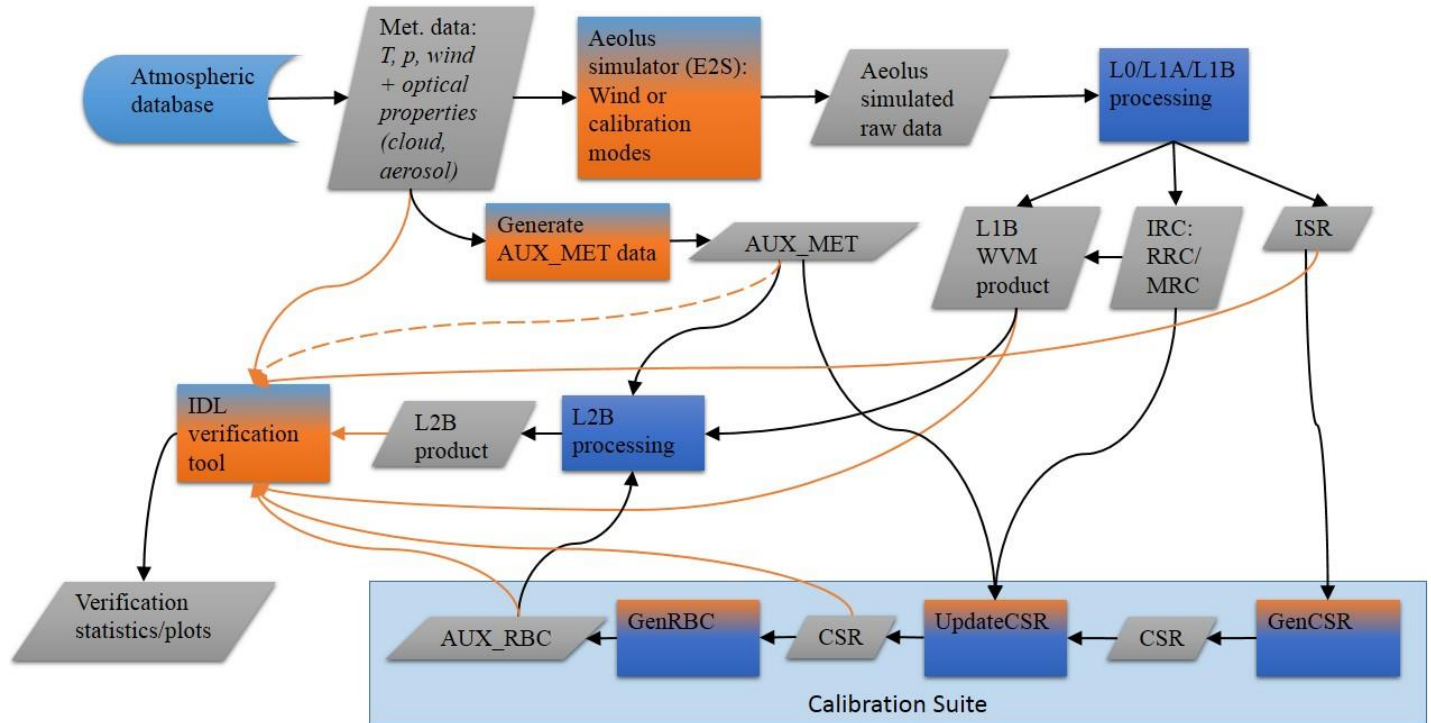 Atmospheric
database
Met. data:
T, p, wind
+ optical
properties
(cloud,
aerosol)
Aeolus
simulator (E2S):
Wind or
calibration
modes
Aeolus
simulated
raw data
L0/L1A/L1B
processing
Generate
AUX_MET data
AUX_MET
L1B
WVM
product
IRC:
RRC/
MRC
ISR
IDL
verification
tool
L2B
product
L2B
processing
Verification
statistics/plots
AUX_RBC
GenRBC
CSR
UpdateCSR
CSR
GenCSR
Calibration Suite